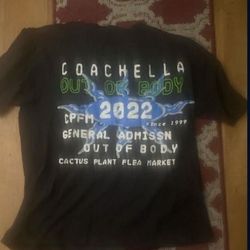 COACHELLA
OUT OF BODY
2022
CPFM
since 1999
GENERAL ADMISSN
OUT OF BODY
CACTUS PLANT FLEA MARKET